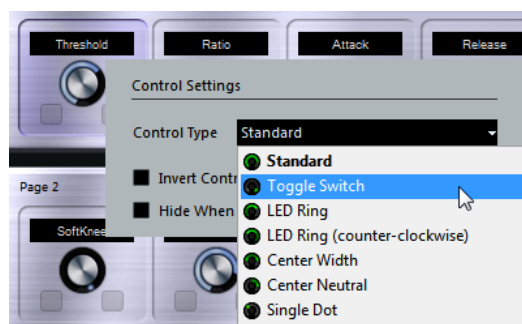 Threshold Ratio Attack Release
Control Settings
Control Type Standard
Standard
Invert Contr Toggle Switch
Hide When LED Ring
LED Ring (counter-clockwise)
Center Width
Center Neutral
Single Dot
Page 2
SoftKnee